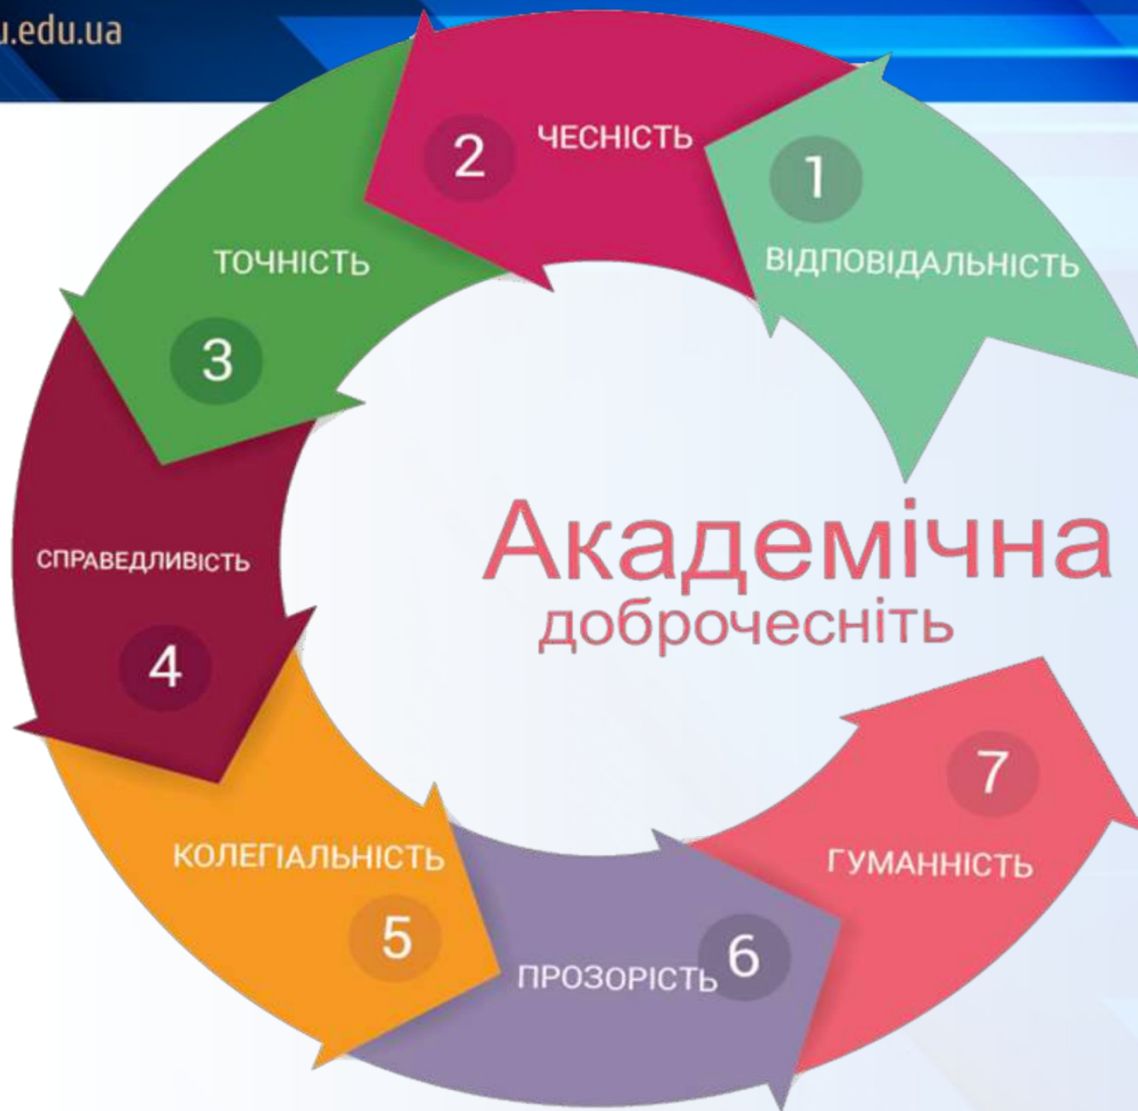 u.edu.ua
1
ВІДПОВІДАЛЬНІСТЬ
2
ЧЕСНІСТЬ
ТОЧНІСТЬ
3
СПРАВЕДЛИВІСТЬ
4
КОЛЕГІАЛЬНІСТЬ
5
ПРОЗОРІСТЬ
6
7
ГУМАННІСТЬ
Академічна
доброчесніть